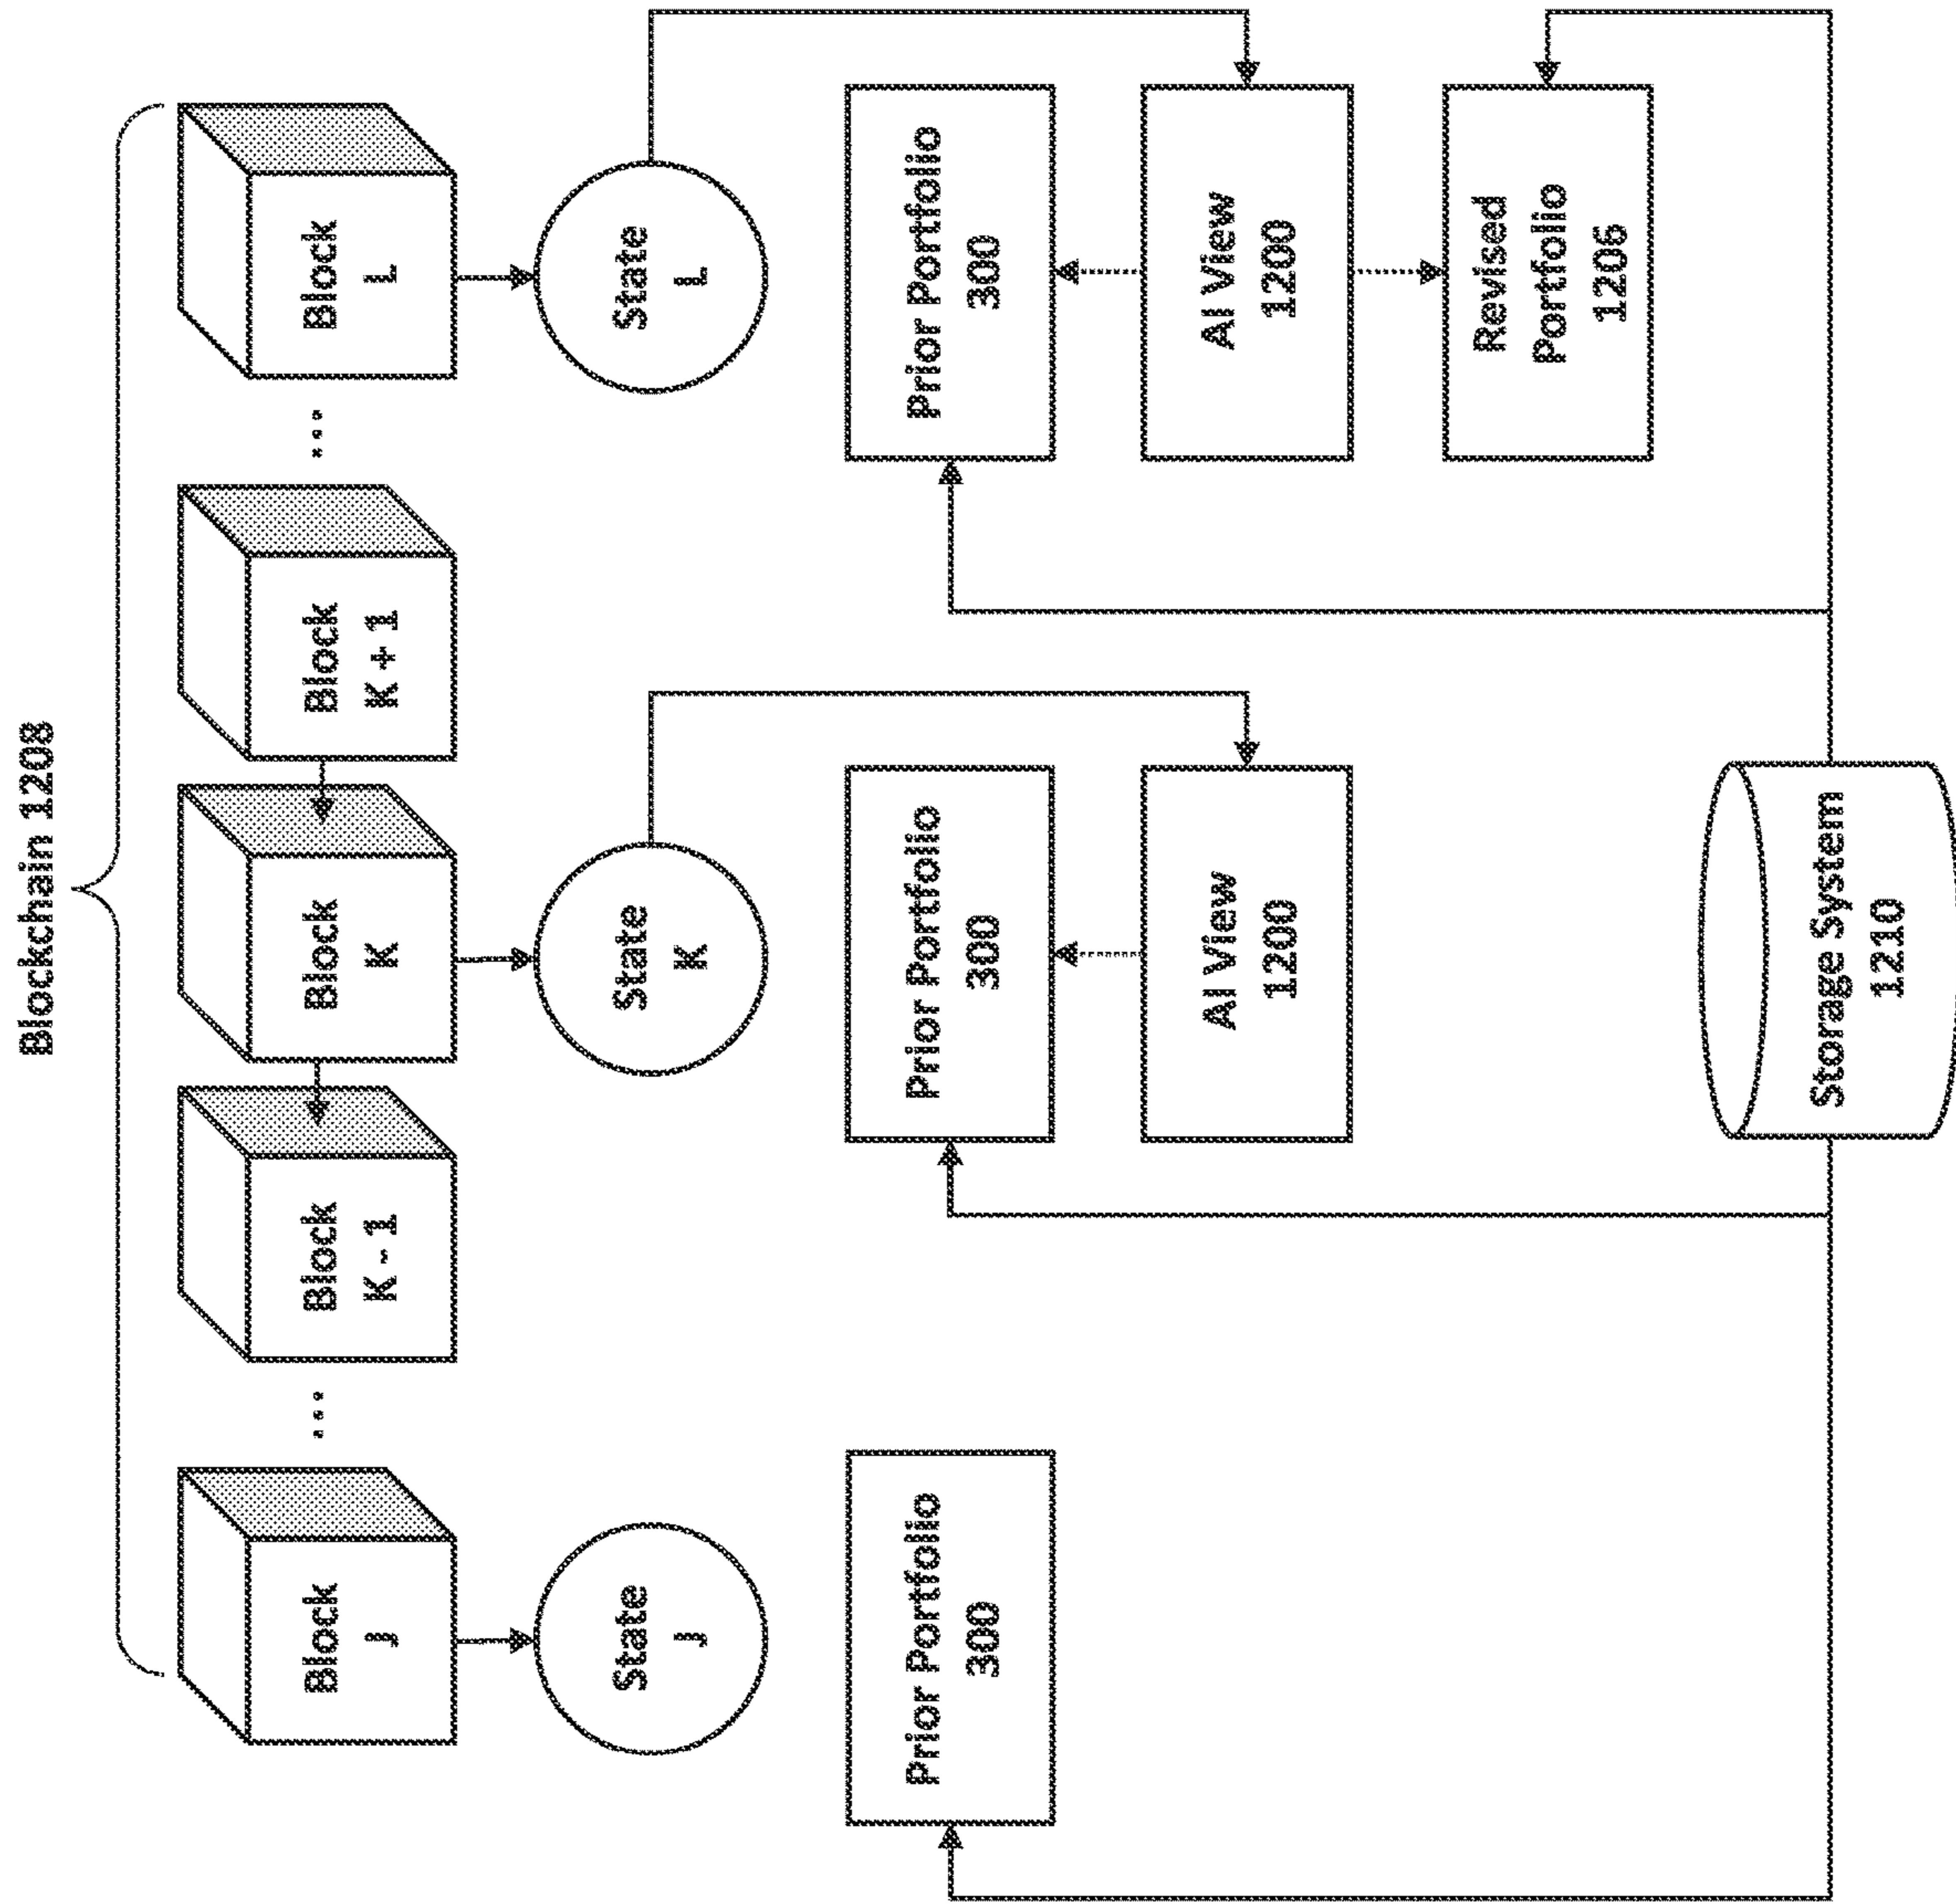 Blockchain 1208
Block
J
...
Block
K - 1
Block
K
Block
K + 1
...
Block
L
State
J
State
K
State
L
Prior Portfolio
300
Prior Portfolio
300
Prior Portfolio
300
AI View
1200
AI View
1200
Revised
Portfolio
1206
Storage System
1210